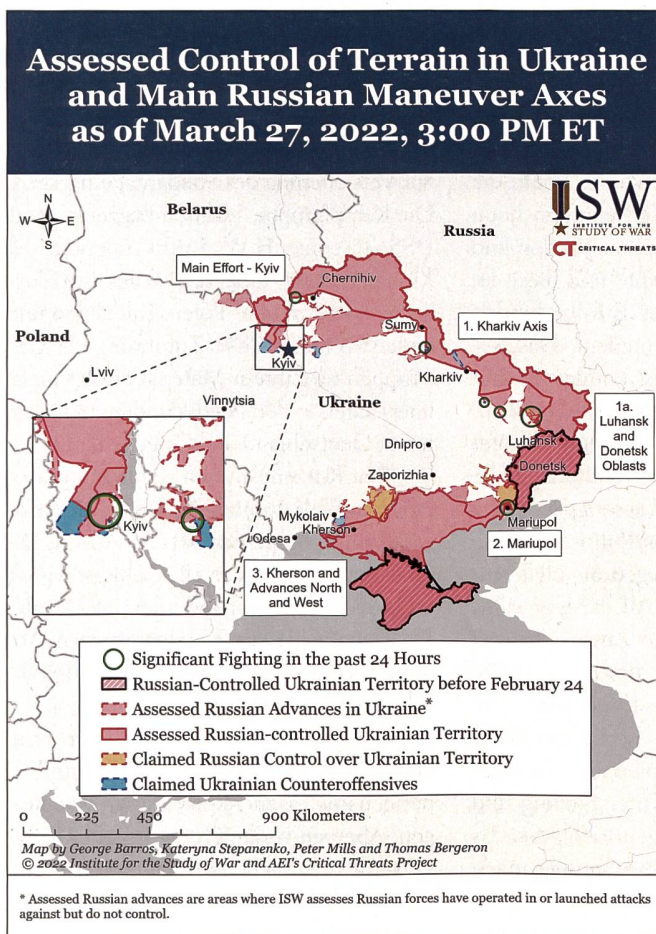 Assessed Control of Terrain in Ukraine
and Main Russian Maneuver Axes
as of March 27, 2022, 3:00 PM ET
N
W
E
S
Belarus
Russia
ISW
INSTITUTE FOR THE
STUDY OF WAR
CT CRITICAL THREATS
Main Effort - Kyiv
Chernihiv
Poland
Sumy
1. Kharkiv Axis
Kyiv
Lviv
Kharkiv
Vinnytsia
Ukraine
1a.
Luhansk
and
Donetsk
Oblasts
Dnipro
Luhansk
Zaporizhia
Donetsk
Kyiv
Mykolaiv
Kherson
Mariupol
Odesa
2. Mariupol
3. Kherson and
Advances North
and West
Significant Fighting in the past 24 Hours
Russian-Controlled Ukrainian Territory before February 24
Assessed Russian Advances in Ukraine*
Assessed Russian-controlled Ukrainian Territory
Claimed Russian Control over Ukrainian Territory
Claimed Ukrainian Counteroffensives
0 225 450 900 Kilometers
Map by George Barros, Kateryna Stepanenko, Peter Mills and Thomas Bergeron
© 2022 Institute for the Study of War and AEI's Critical Threats Project
* Assessed Russian advances are areas where ISW assesses Russian forces have operated in or launched attacks
against but do not control.